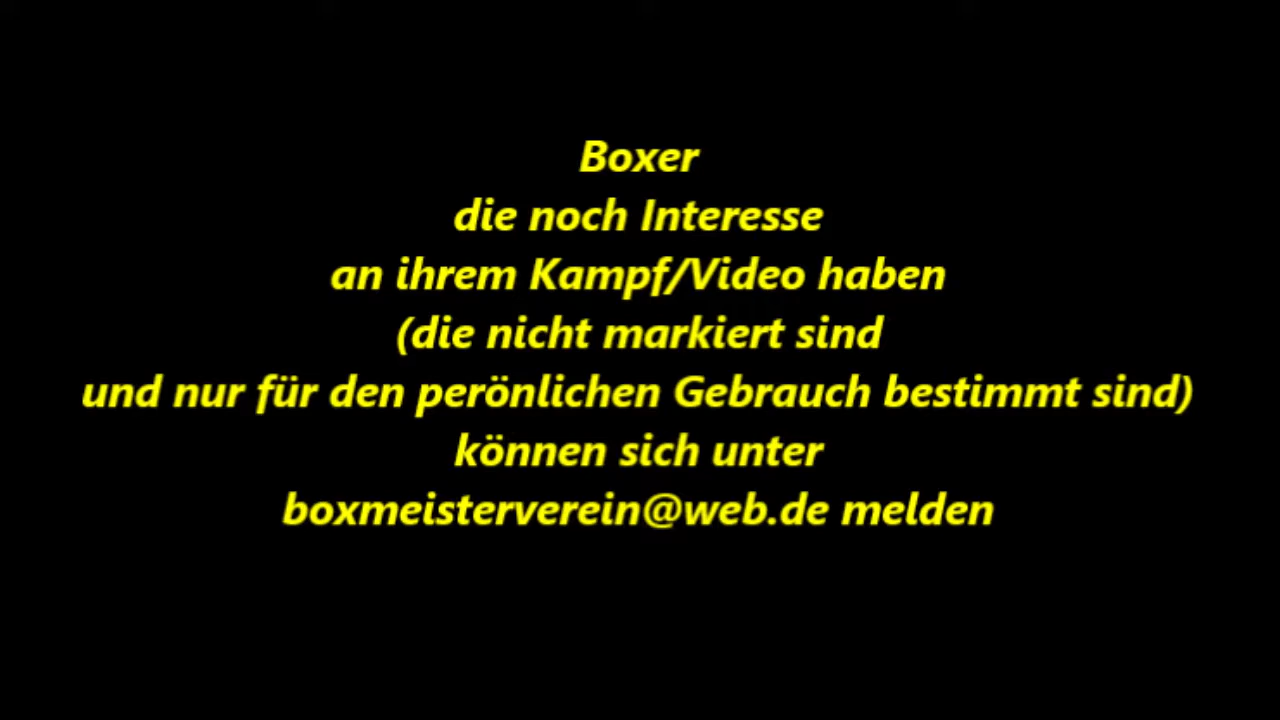 Boxer
die noch Interesse
an ihrem Kampf/Video haben
(die nicht markiert sind
und nur für den perönlichen Gebrauch bestimmt sind)
können sich unter
boxmeisterverein@web.de melden